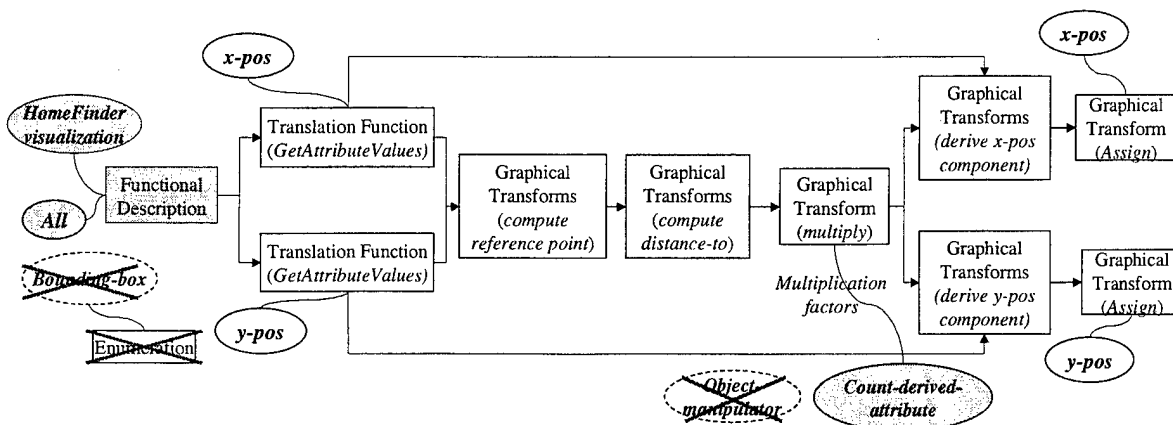 x-pos
HomeFinder
visualization
Functional
Description
All
Bounding-box
Enumeration
Translation Function
(GetAttributeValues)
Translation Function
(GetAttributeValues)
y-pos
Graphical
Transforms
(compute
reference point)
Graphical
Transforms
(compute
distance-to)
Graphical
Transform
(multiply)
Multiplication
factors
Object
manipulator
Count-derived-
attribute
Graphical
Transforms
(derive x-pos
component)
Graphical
Transforms
(derive y-pos
component)
x-pos
Graphical
Transform
(Assign)
Graphical
Transform
(Assign)
y-pos